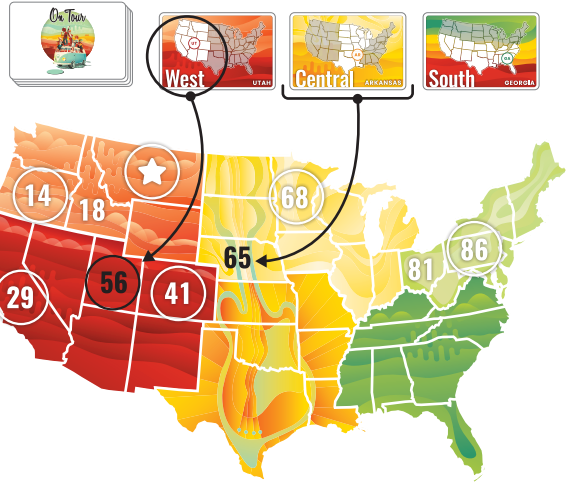 On Tour
UT
West
UTAH
AR
Central
ARKANSAS
GA
South
GEORGIA
14
18
68
65
81
86
29
56
41